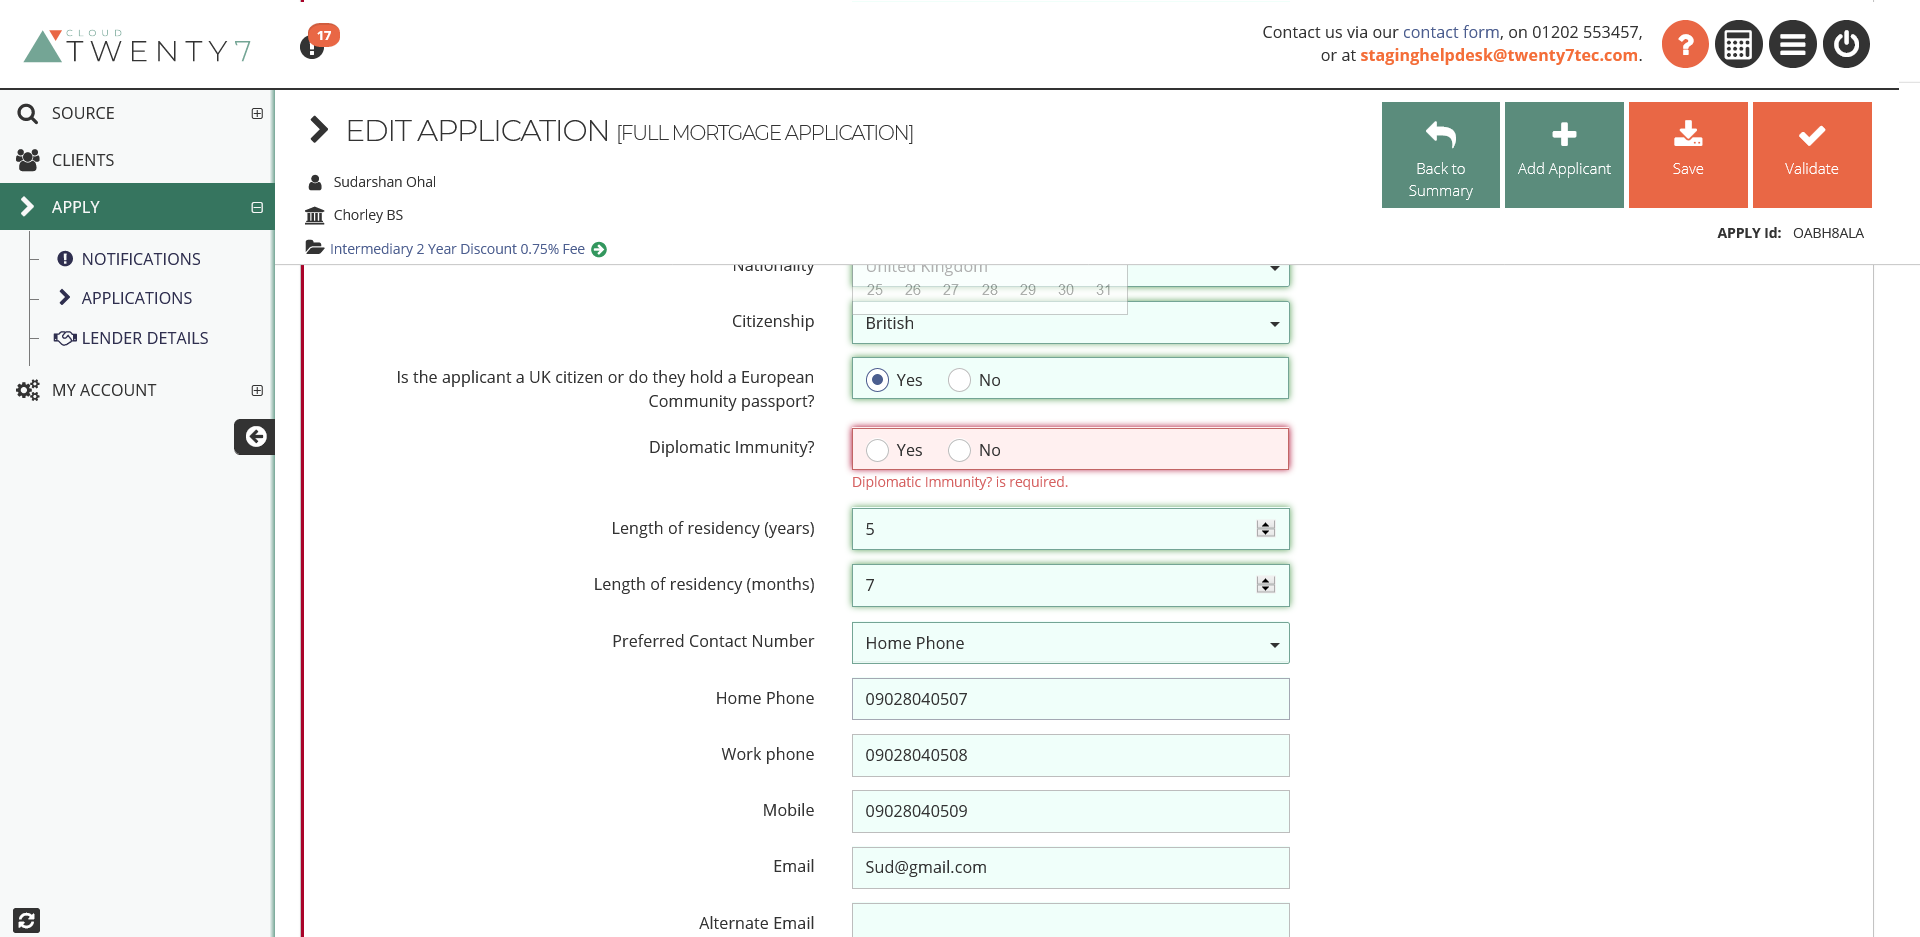 CLOUD
TWENTY7
17
Contact us via our contact form, on 01202 553457,
or at staginghelpdesk@twenty7tec.com.
?
SOURCE
CLIENTS
APPLY
NOTIFICATIONS
APPLICATIONS
LENDER DETAILS
MY ACCOUNT
EDIT APPLICATION [FULL MORTGAGE APPLICATION]
Sudarshan Ohal
Chorley BS
Intermediary 2 Year Discount 0.75% Fee
Back to
Summary
Add Applicant
Save
Validate
APPLY Id: OABH8ALA
Nationality United Kingdom
25 26 27 28 29 30 31
Citizenship British
Is the applicant a UK citizen or do they hold a European
Community passport?
Yes No
Diplomatic Immunity? Yes No
Diplomatic Immunity? is required.
Length of residency (years) 5
Length of residency (months) 7
Preferred Contact Number Home Phone
Home Phone 09028040507
Work phone 09028040508
Mobile 09028040509
Email Sud@gmail.com
Alternate Email